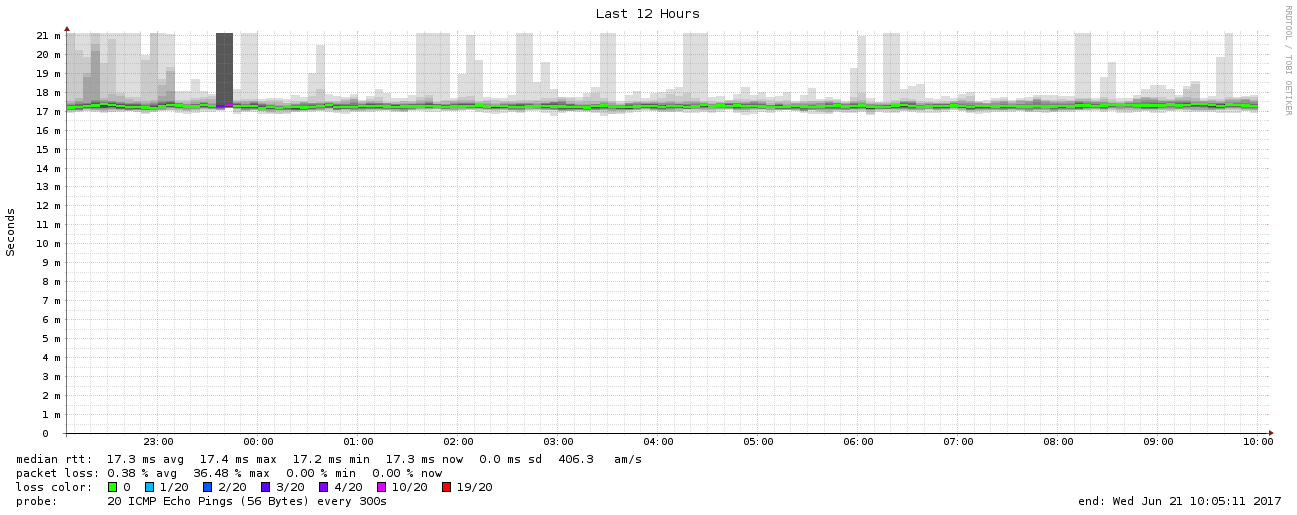 Last 12 Hours
RRDTOOL / TOBI OETIKER
Seconds
21 m
20 m
19 m
18 m
17 m
16 m
15 m
14 m
13 m
12 m
11 m
10 m
9 m
8 m
7 m
6 m
5 m
4 m
3 m
2 m
1 m
0
23:00 00:00 01:00 02:00 03:00 04:00 05:00 06:00 07:00 08:00 09:00 10:00
median rtt: 17.3 ms avg 17.4 ms max 17.2 ms min 17.3 ms now 0.0 ms sd 406.3 am/s
packet loss: 0.38 % avg 36.48 % max 0.00 % min 0.00 % now
loss color: 0 1/20 2/20 3/20 4/20 10/20 19/20
probe: 20 ICMP Echo Pings (56 Bytes) every 300s end: Wed Jun 21 10:05:11 2017